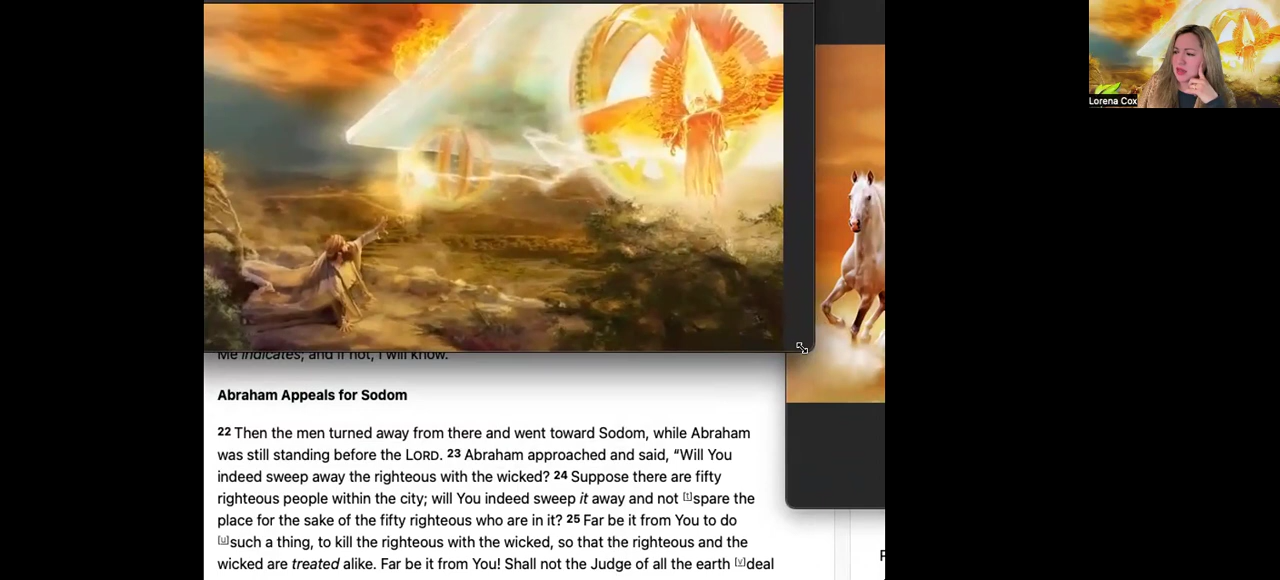 Lorena Cox
Me indicates; and if not, I will know.
Abraham Appeals for Sodom
22 Then the men turned away from there and went toward Sodom, while Abraham
was still standing before the LORD. 23 Abraham approached and said, “Will You
indeed sweep away the righteous with the wicked? 24 Suppose there are fifty
righteous people within the city; will You indeed sweep it away and not [t]spare the
place for the sake of the fifty righteous who are in it? 25 Far be it from You to do
[u]such a thing, to kill the righteous with the wicked, so that the righteous and the
wicked are treated alike. Far be it from You! Shall not the Judge of all the earth [v]deal